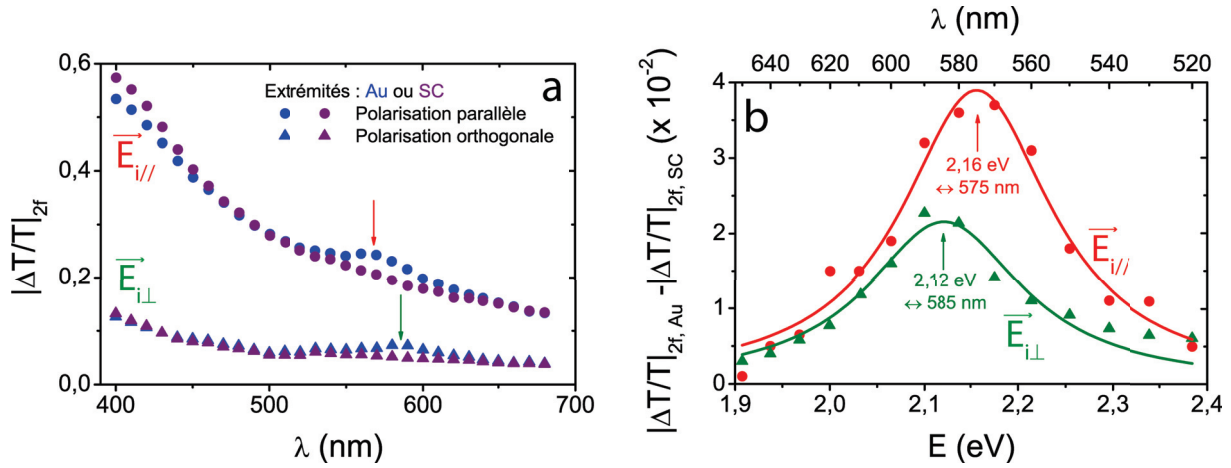 a
Extrémités : Au ou SC
Polarisation parallèle
Polarisation orthogonale
E i//
E i⊥
|ΔT/T| 2f
0,6
0,4
0,2
0,0
400
500
600
700
λ (nm)
b
λ (nm)
640
620
600
580
560
540
520
|ΔT/T| 2f, Au -|ΔT/T| 2f, SC (x 10 -2 )
4
3
2
1
0
2,16 eV
↔ 575 nm
E i//
2,12 eV
↔ 585 nm
E i⊥
1,9
2,0
2,1
2,2
2,3
2,4
E (eV)